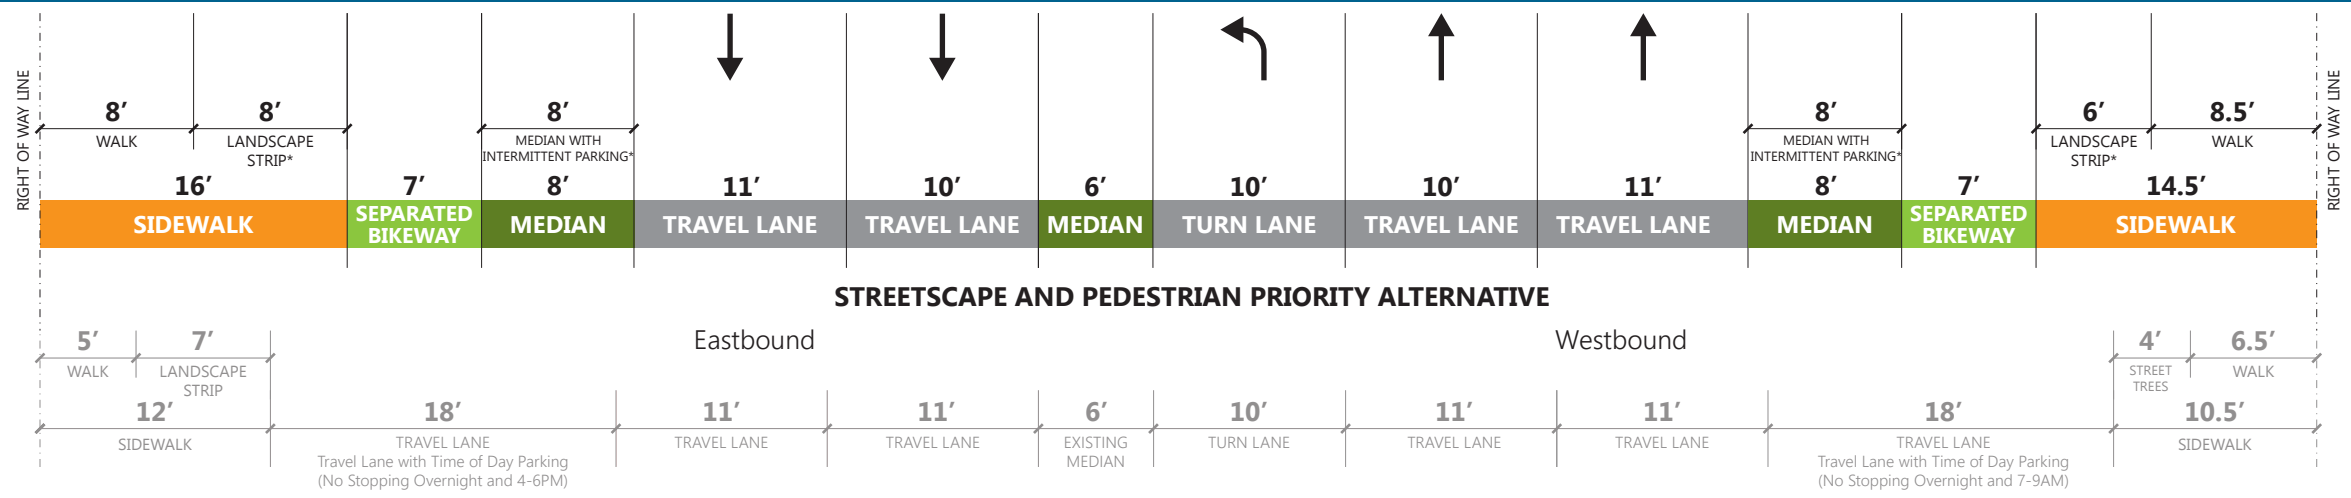 RIGHT OF WAY LINE
8’ 8’ 8’ 8’ 6’ 8.5’
WALK LANDSCAPE STRIP* MEDIAN WITH INTERMITTENT PARKING* MEDIAN WITH INTERMITTENT PARKING* LANDSCAPE STRIP* WALK
16’ 7’ 8’ 11’ 10’ 6’ 10’ 10’ 11’ 8’ 7’ 14.5’
SIDEWALK SEPARATED BIKEWAY MEDIAN TRAVEL LANE TRAVEL LANE MEDIAN TURN LANE TRAVEL LANE TRAVEL LANE MEDIAN SEPARATED BIKEWAY SIDEWALK
RIGHT OF WAY LINE
STREETSCAPE AND PEDESTRIAN PRIORITY ALTERNATIVE
Eastbound Westbound
5’ 7’ 4’ 6.5’
WALK LANDSCAPE STRIP STREET TREES WALK
12’ 18’ 11’ 11’ 6’ 10’ 11’ 11’ 18’ 10.5’
SIDEWALK TRAVEL LANE TRAVEL LANE TRAVEL LANE EXISTING MEDIAN TURN LANE TRAVEL LANE TRAVEL LANE TRAVEL LANE SIDEWALK
Travel Lane with Time of Day Parking Travel Lane with Time of Day Parking
(No Stopping Overnight and 4-6PM) (No Stopping Overnight and 7-9AM)